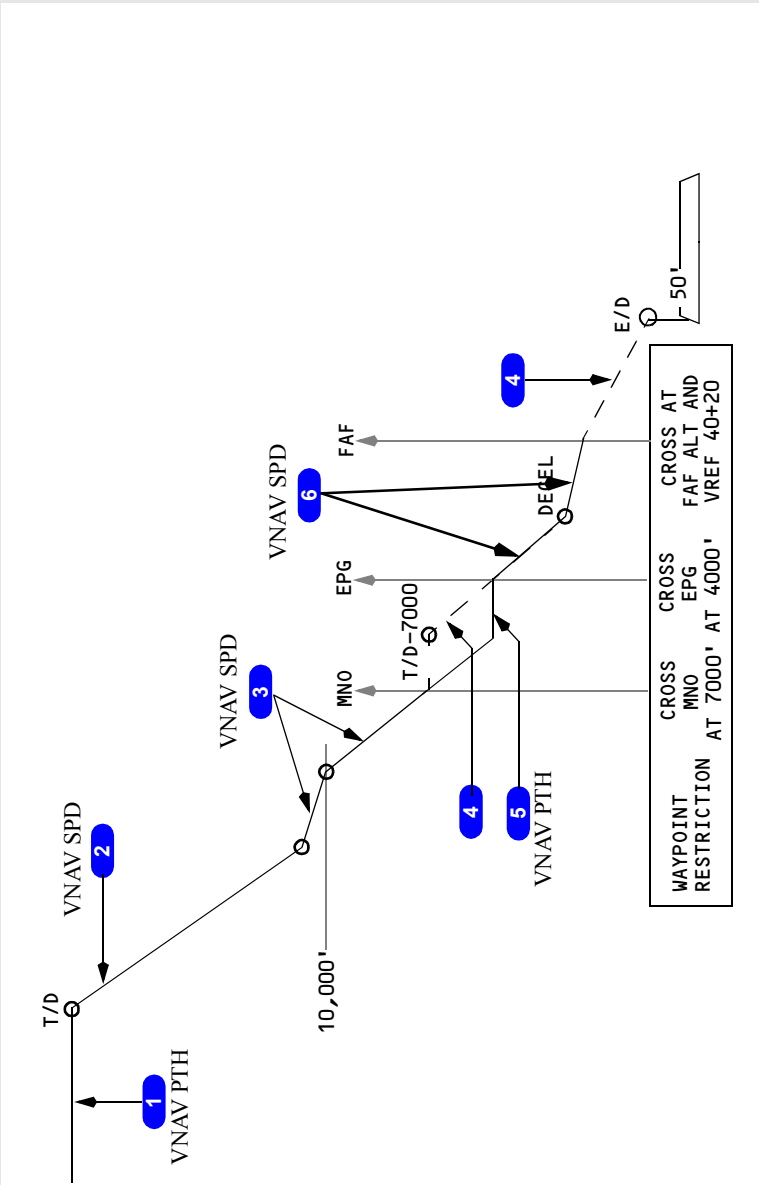 T/D
1
VNAV PTH
VNAV SPD
2
10,000'
VNAV SPD
3
MNO
T/D-7000
4
5
VNAV PTH
EPG
VNAV SPD
6
DECEL
FAF
4
E/D
50'
WAYPOINT
RESTRICTION
CROSS
MNO
AT 7000'
CROSS
EPG
AT 4000'
CROSS AT
FAF ALT AND
VREF 40+20